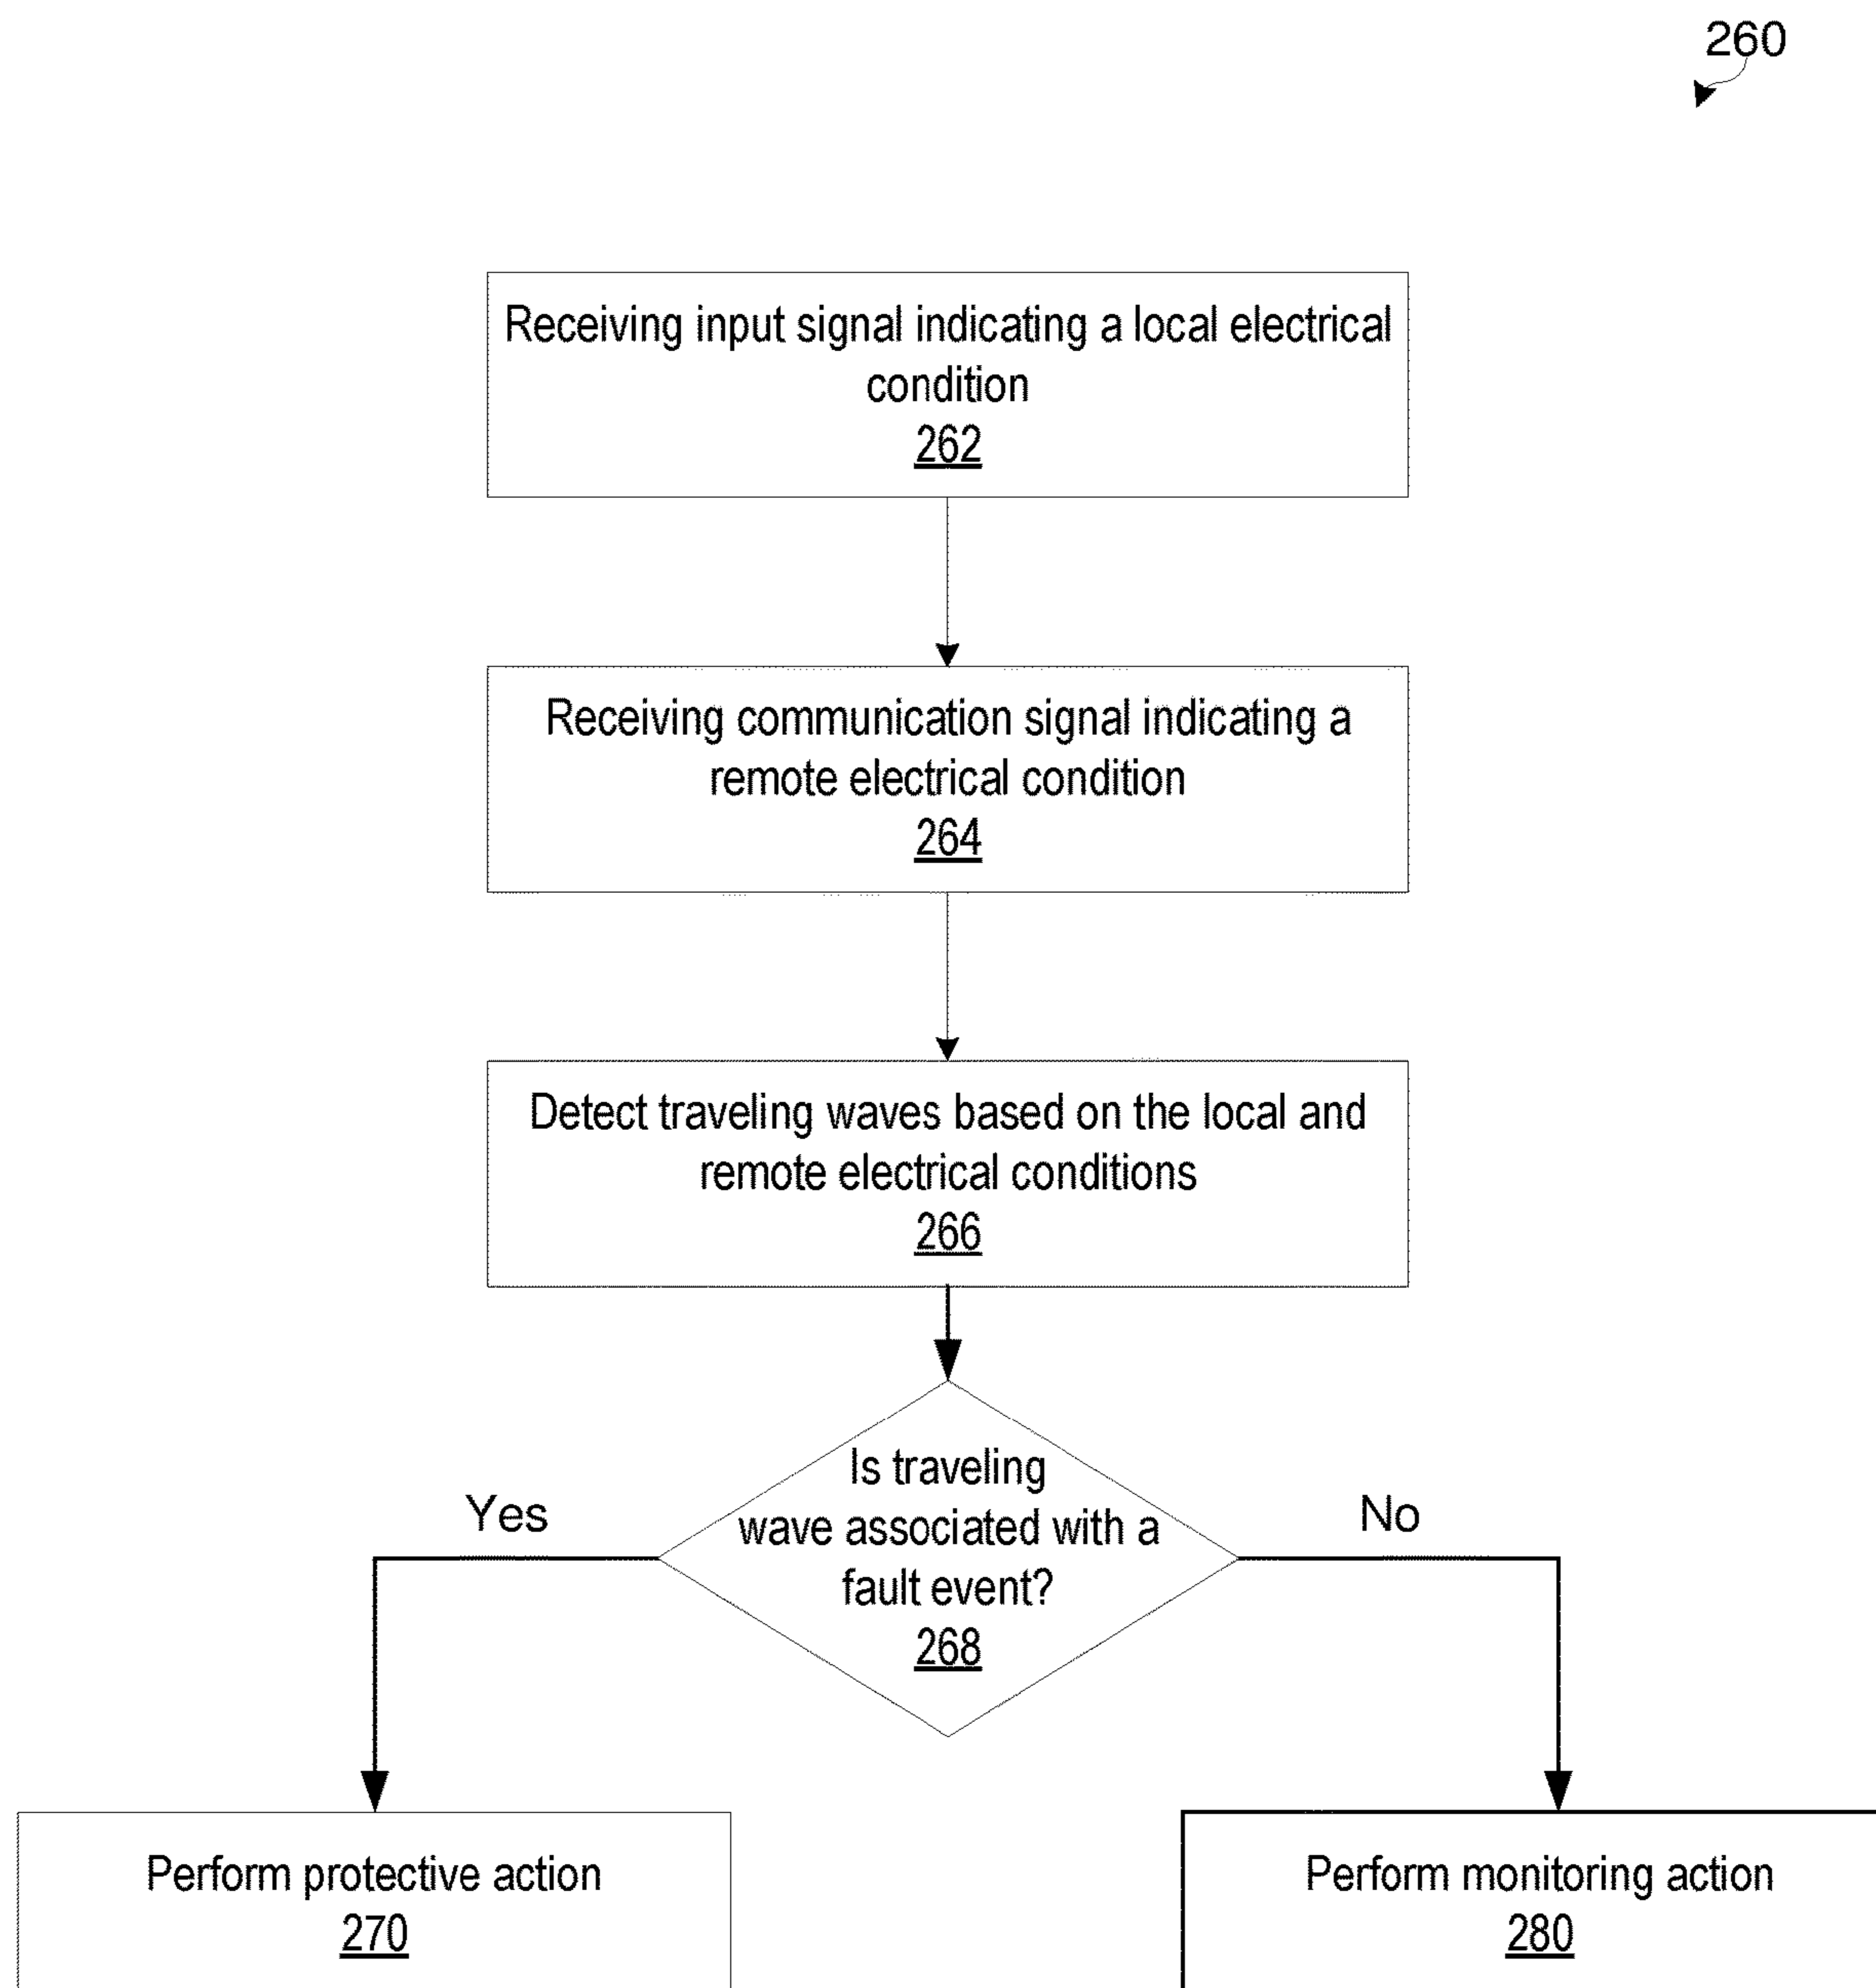 260
Receiving input signal indicating a local electrical
condition
262
Receiving communication signal indicating a
remote electrical condition
264
Detect traveling waves based on the local and
remote electrical conditions
266
Is traveling
wave associated with a
fault event?
268
Yes
No
Perform protective action
270
Perform monitoring action
280